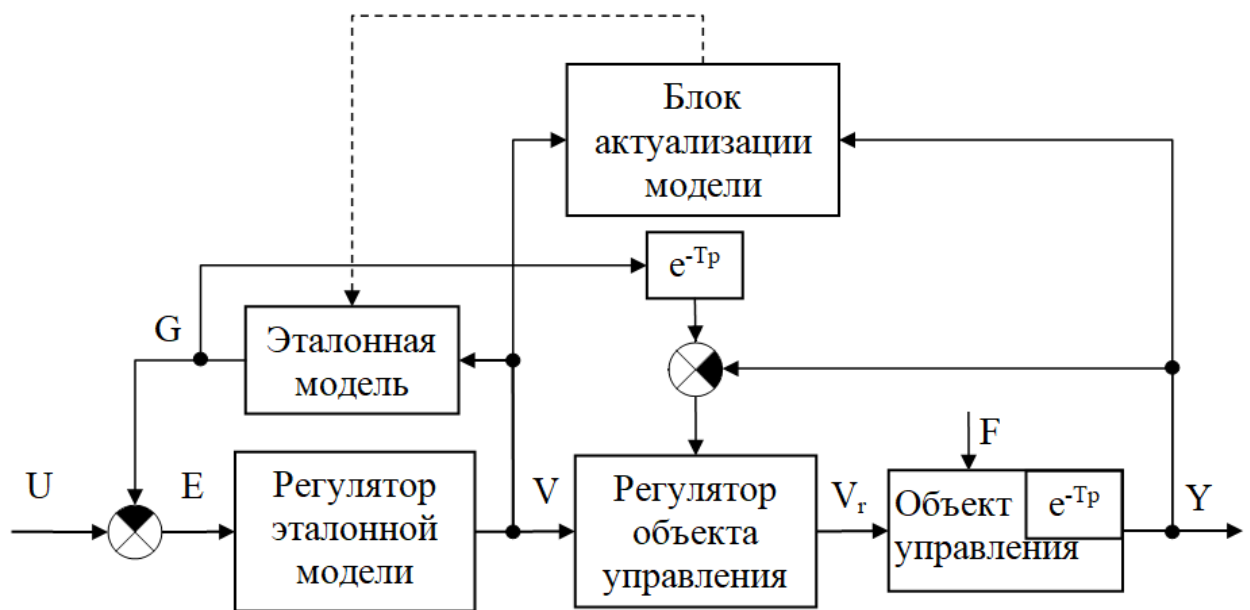 Блок
актуализации
модели
e-Tp
G
Эталонная
модель
U
E
Регулятор
эталонной
модели
V
Регулятор
объекта
управления
Vr
F
Объект
управления
e-Tp
Y